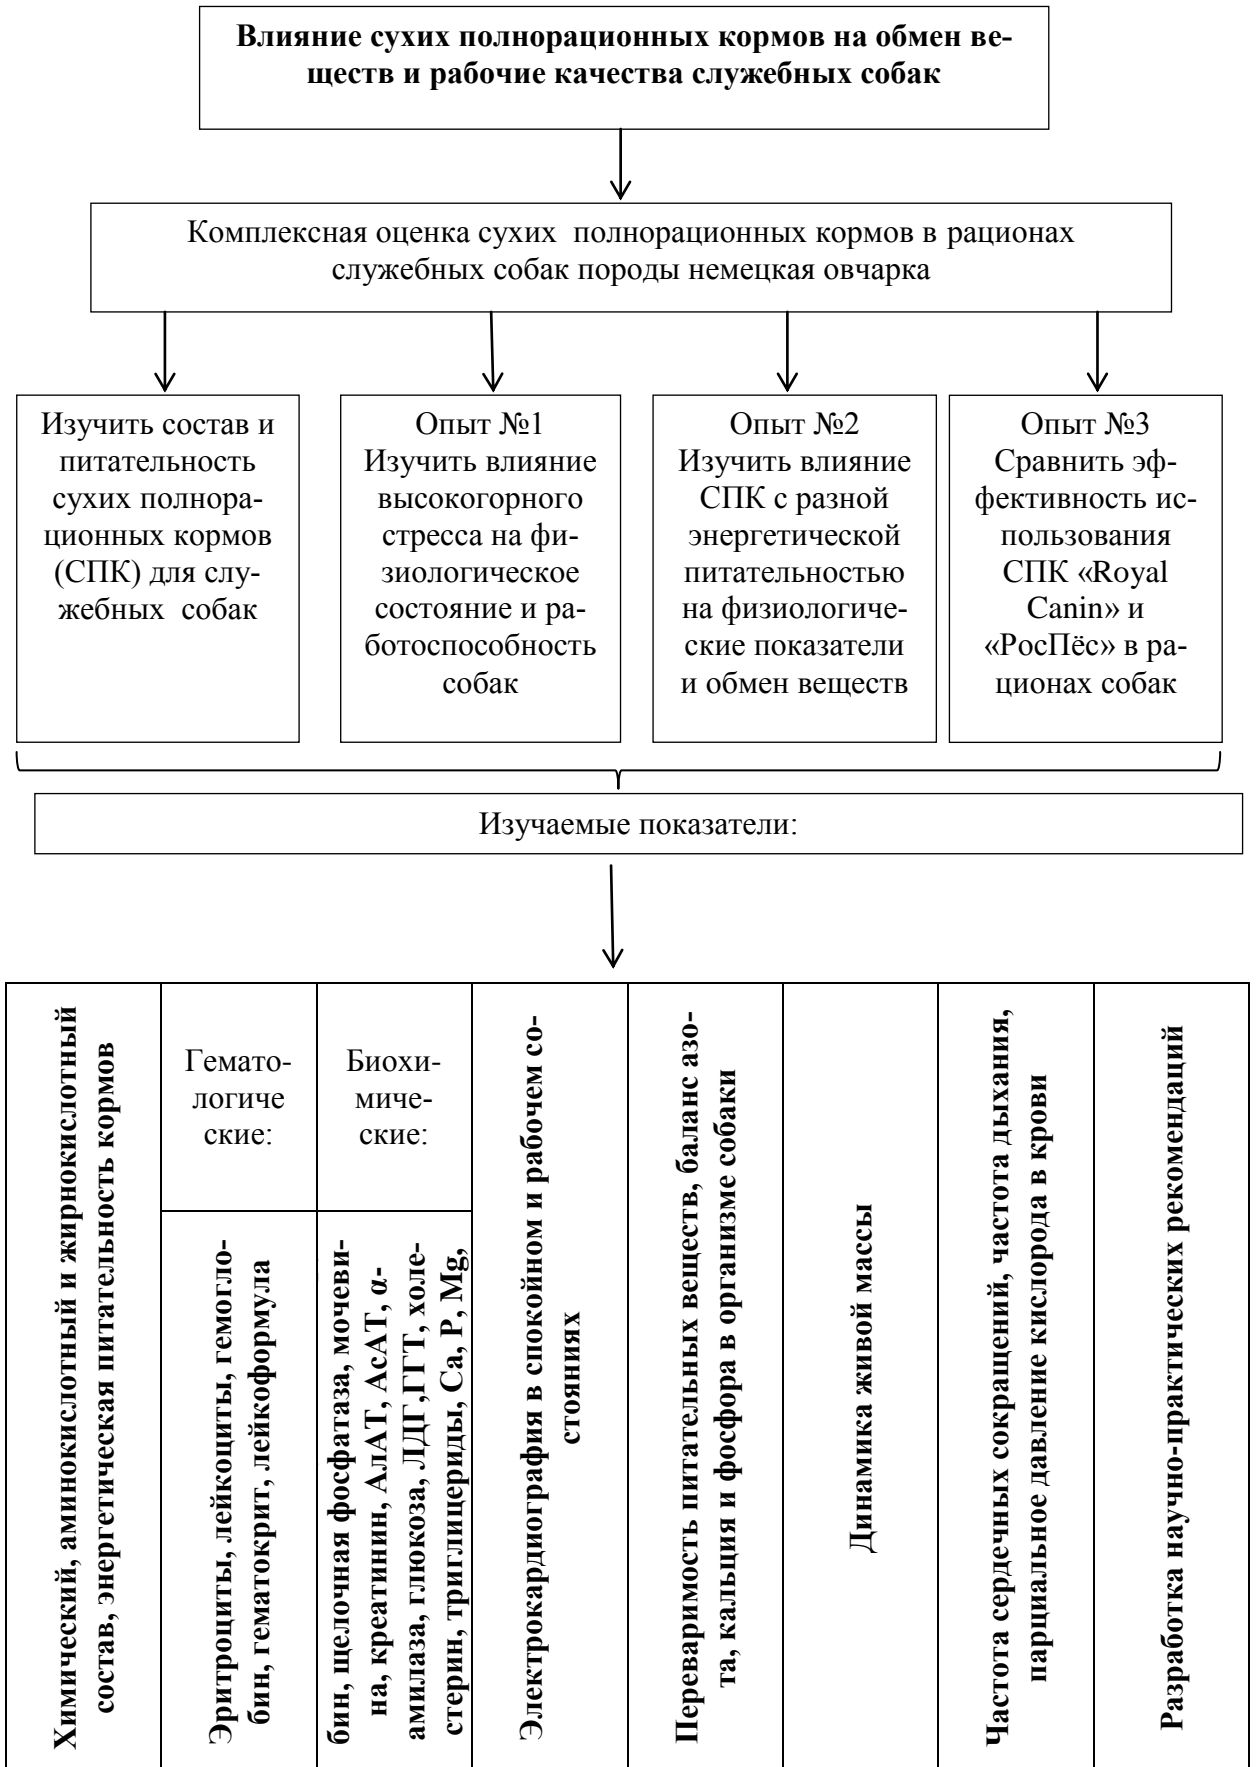 Влияние сухих полнорационных кормов на обмен ве-
ществ и рабочие качества служебных собак
Комплексная оценка сухих полнорационных кормов в рационах
служебных собак породы немецкая овчарка
Изучить состав и
питательность
сухих полнора-
ционных кормов
(СПК) для слу-
жебных собак
Опыт №1
Изучить влияние
высокогорного
стресса на фи-
зиологическое
состояние и ра-
ботоспособность
собак
Опыт №2
Изучить влияние
СПК с разной
энергетической
питательностью
на физиологиче-
ские показатели
и обмен веществ
Опыт №3
Сравнить эф-
фективность ис-
пользования
СПК «Royal
Canin» и
«РосПёс» в ра-
ционах собак
Изучаемые показатели:
Химический, аминокислотный и жирнокислотный
состав, энергетическая питательность кормов
Гемато-
логиче
ские:
Эритроциты, лейкоциты, гемогло-
бин, гематокрит, лейкоформула
Биохи-
миче-
ские:
бин, щелочная фосфатаза, мочеви-
на, креатинин, АлАТ, АсАТ, α-
амилаза, глюкоза, ЛДГ,ГГТ, холе-
стерин, триглицериды, Ca, P, Mg,
Электрокардиография в спокойном и рабочем со-
стояниях
Переваримость питательных веществ, баланс азо-
та, кальция и фосфора в организме собаки
Динамика живой массы
Частота сердечных сокращений, частота дыхания,
парциальное давление кислорода в крови
Разработка научно-практических рекомендаций